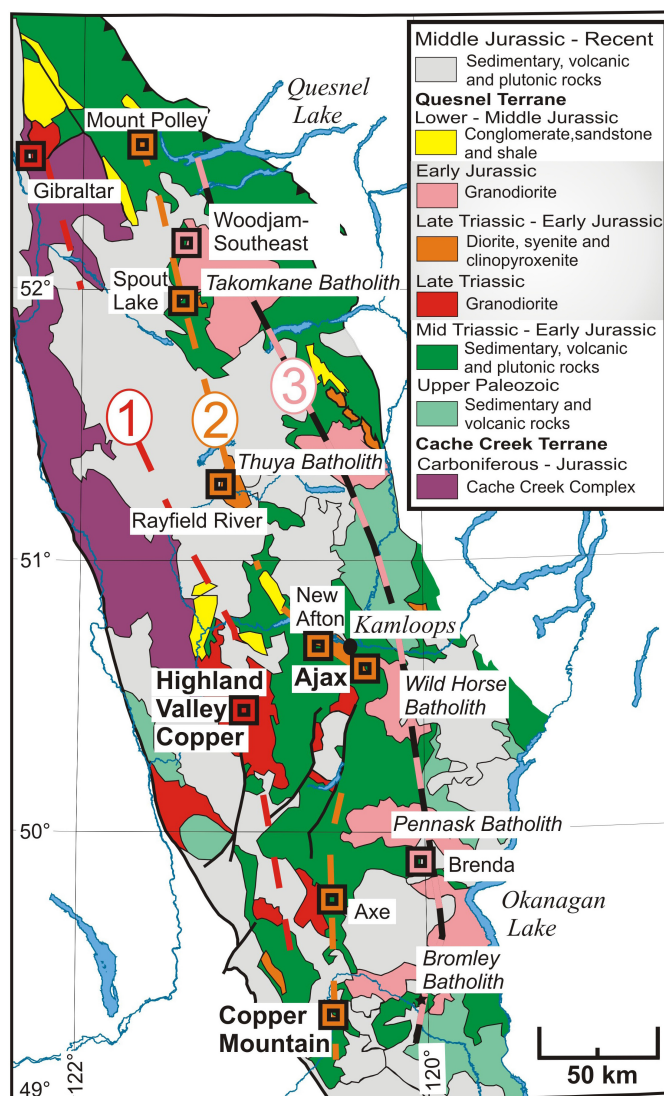 Middle Jurassic - Recent
Sedimentary, volcanic
and plutonic rocks
Quesnel Terrane
Lower - Middle Jurassic
Conglomerate,sandstone
and shale
Early Jurassic
Granodiorite
Late Triassic - Early Jurassic
Diorite, syenite and
clinopyroxenite
Late Triassic
Granodiorite
Mid Triassic - Early Jurassic
Sedimentary, volcanic
and plutonic rocks
Upper Paleozoic
Sedimentary and
volcanic rocks
Cache Creek Terrane
Carboniferous - Jurassic
Cache Creek Complex
Quesnel
Lake
Mount Polley
Gibraltar
Woodjam-
Southeast
52°
Spout
Lake
Takomkane Batholith
1
2
3
Thuya Batholith
Rayfield River
51°
New
Afton
Kamloops
Ajax
Highland
Valley
Copper
Wild Horse
Batholith
50°
Pennask Batholith
Brenda
Axe
Okanagan
Lake
Bromley
Batholith
Copper
Mountain
49°
122°
120°
50 km